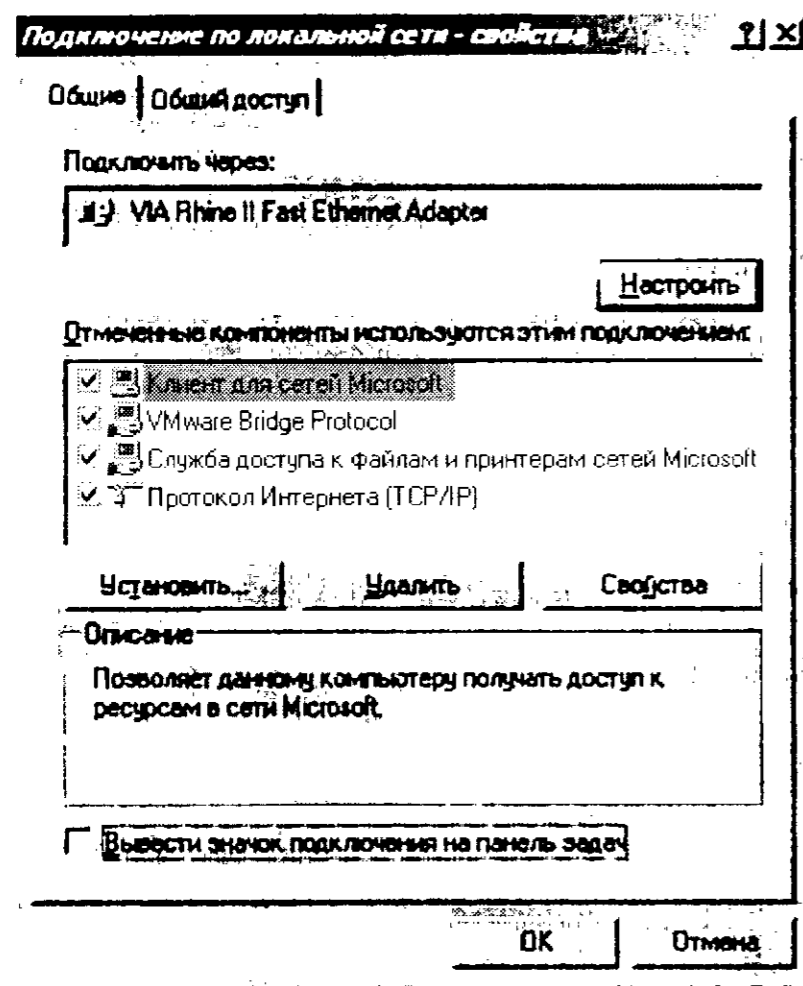 Подключение по локальной сети - свойства
Общие Общий доступ
Подключить через:
VIA Rhine II Fast Ethernet Adapter
Настроить
Отмеченные компоненты используются этим подключением:
Клиент для сетей Microsoft
VMware Bridge Protocol
Служба доступа к файлам и принтерам сетей Microsoft
Протокол Интернета (TCP/IP)
Установить... Удалить Свойства
Описание
Позволяет данному компьютеру получать доступ к
ресурсам в сети Microsoft.
Вывести значок подключения на панель задач
OK Отмена